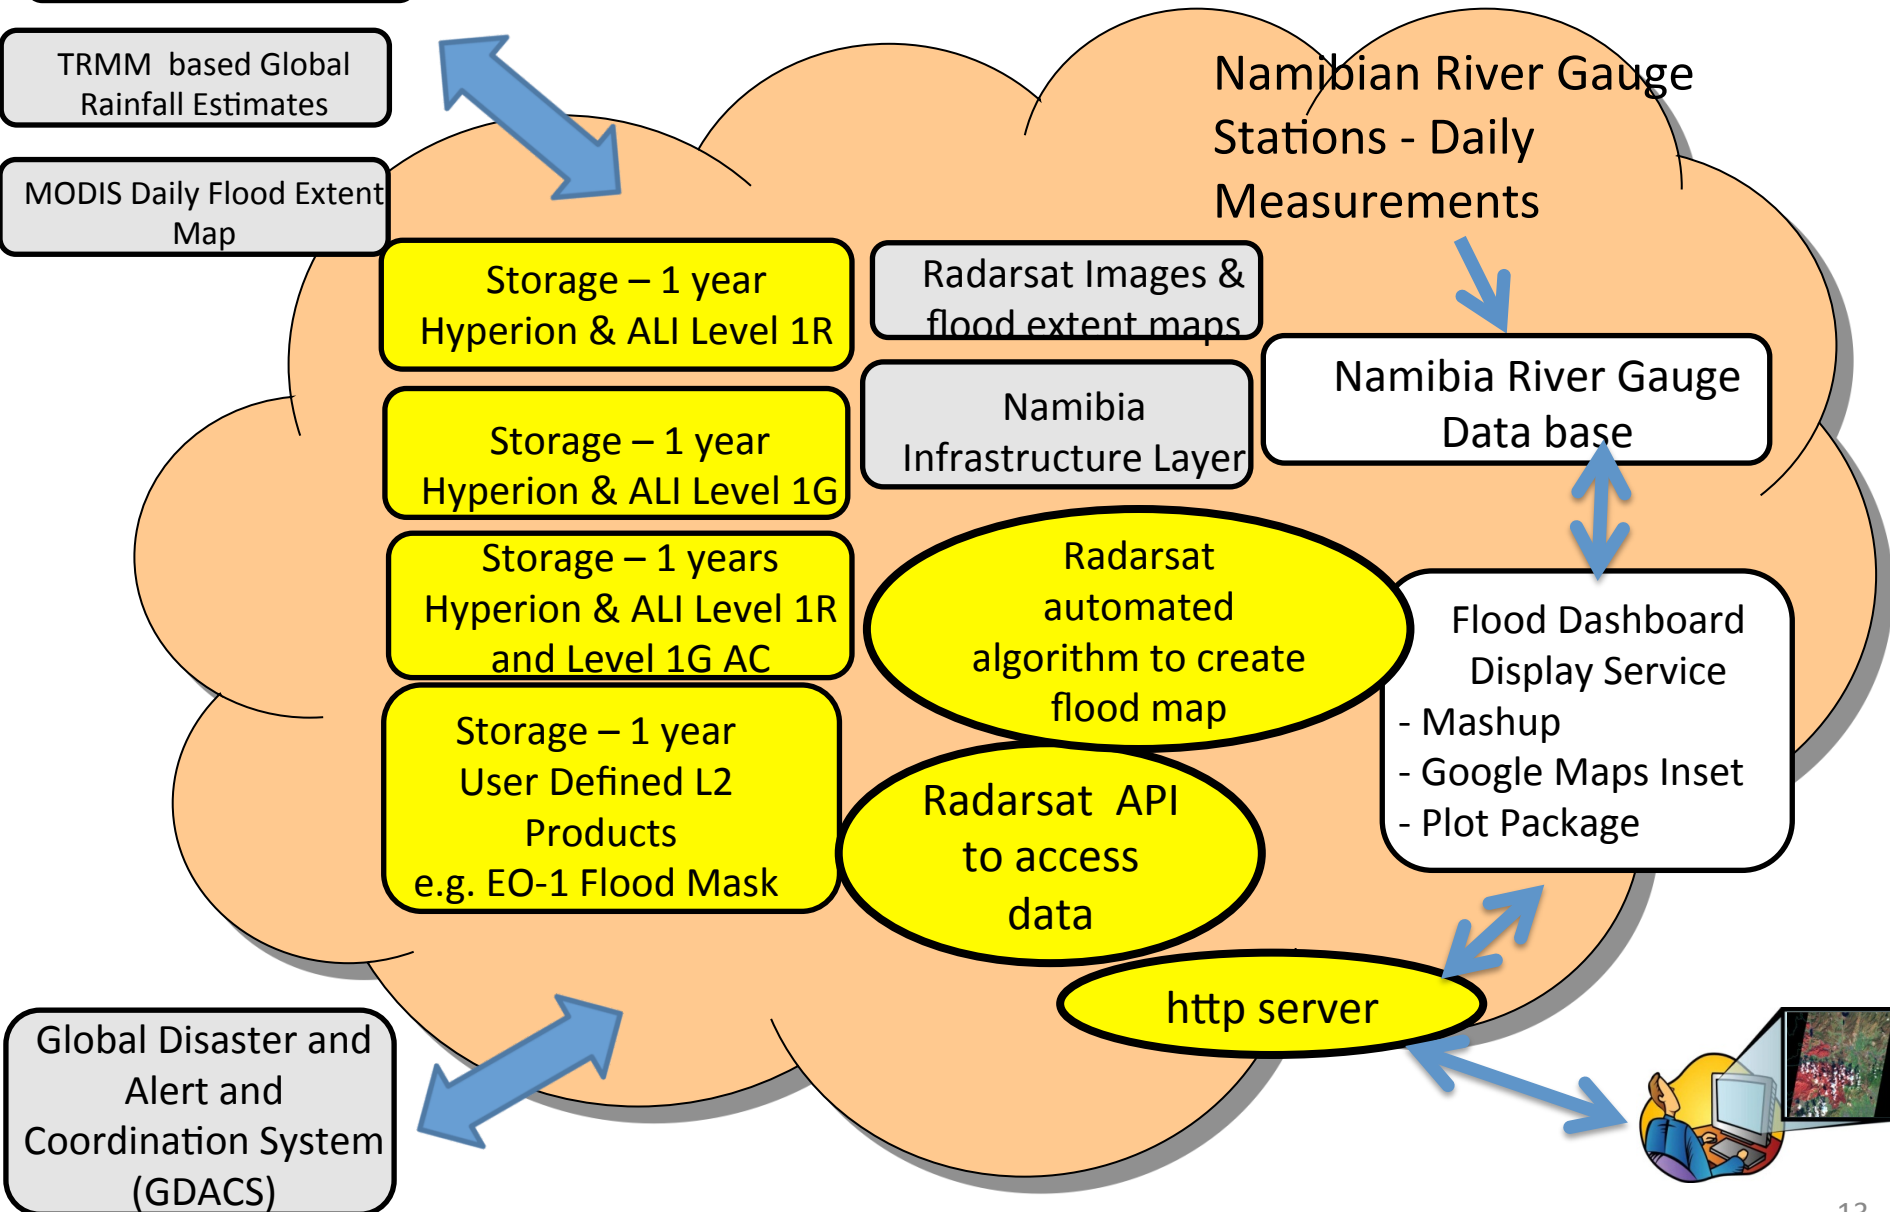 TRMM based Global
Rainfall Estimates
MODIS Daily Flood Extent
Map
Namibian River Gauge
Stations - Daily
Measurements
Storage – 1 year
Hyperion & ALI Level 1R
Radarsat Images &
flood extent maps
Namibia River Gauge
Data base
Namibia
Infrastructure Layer
Storage – 1 year
Hyperion & ALI Level 1G
Storage – 1 years
Hyperion & ALI Level 1R
and Level 1G AC
Radarsat
automated
algorithm to create
flood map
Flood Dashboard
Display Service
- Mashup
- Google Maps Inset
- Plot Package
Storage – 1 year
User Defined L2
Products
e.g. EO-1 Flood Mask
Radarsat API
to access
data
http server
Global Disaster and
Alert and
Coordination System
(GDACS)